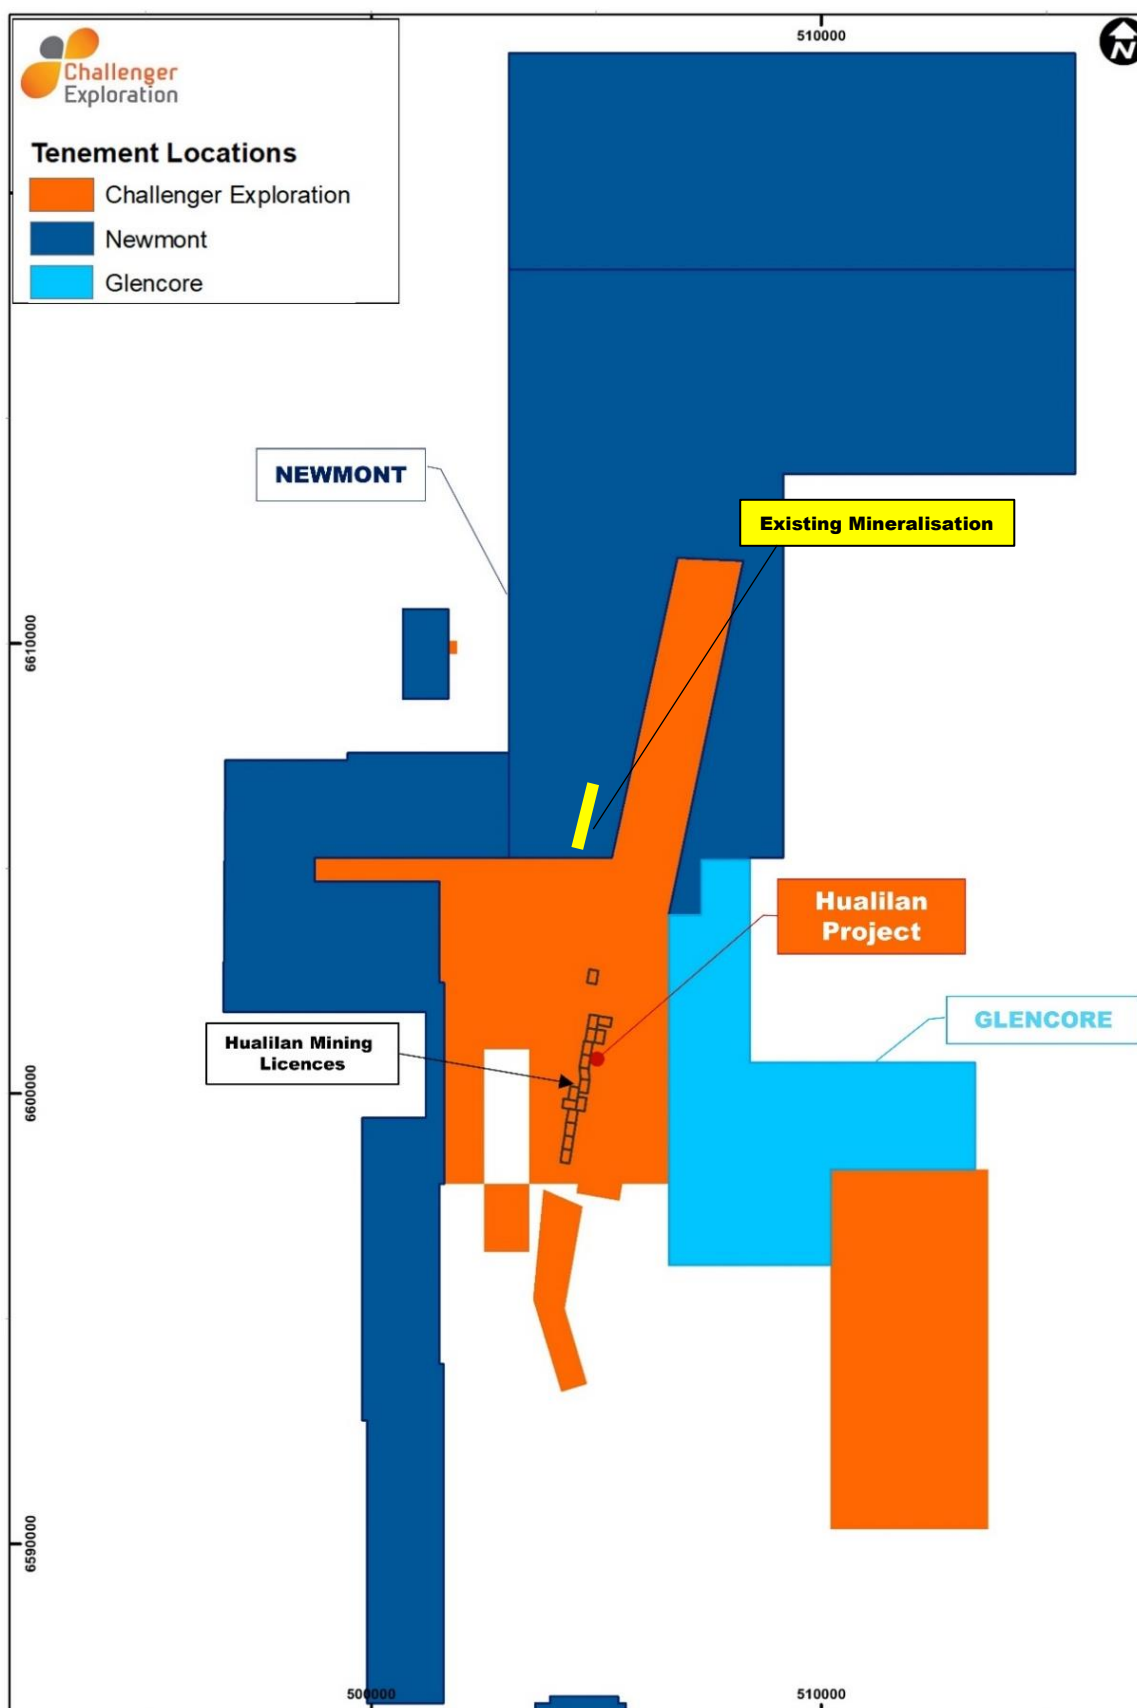 510000
N
Challenger
Exploration
Tenement Locations
Challenger Exploration
Newmont
Glencore
NEWMONT
Existing Mineralisation
6610000
Hualilan
Project
GLENCORE
Hualilan Mining
Licences
6600000
6590000
500000
510000